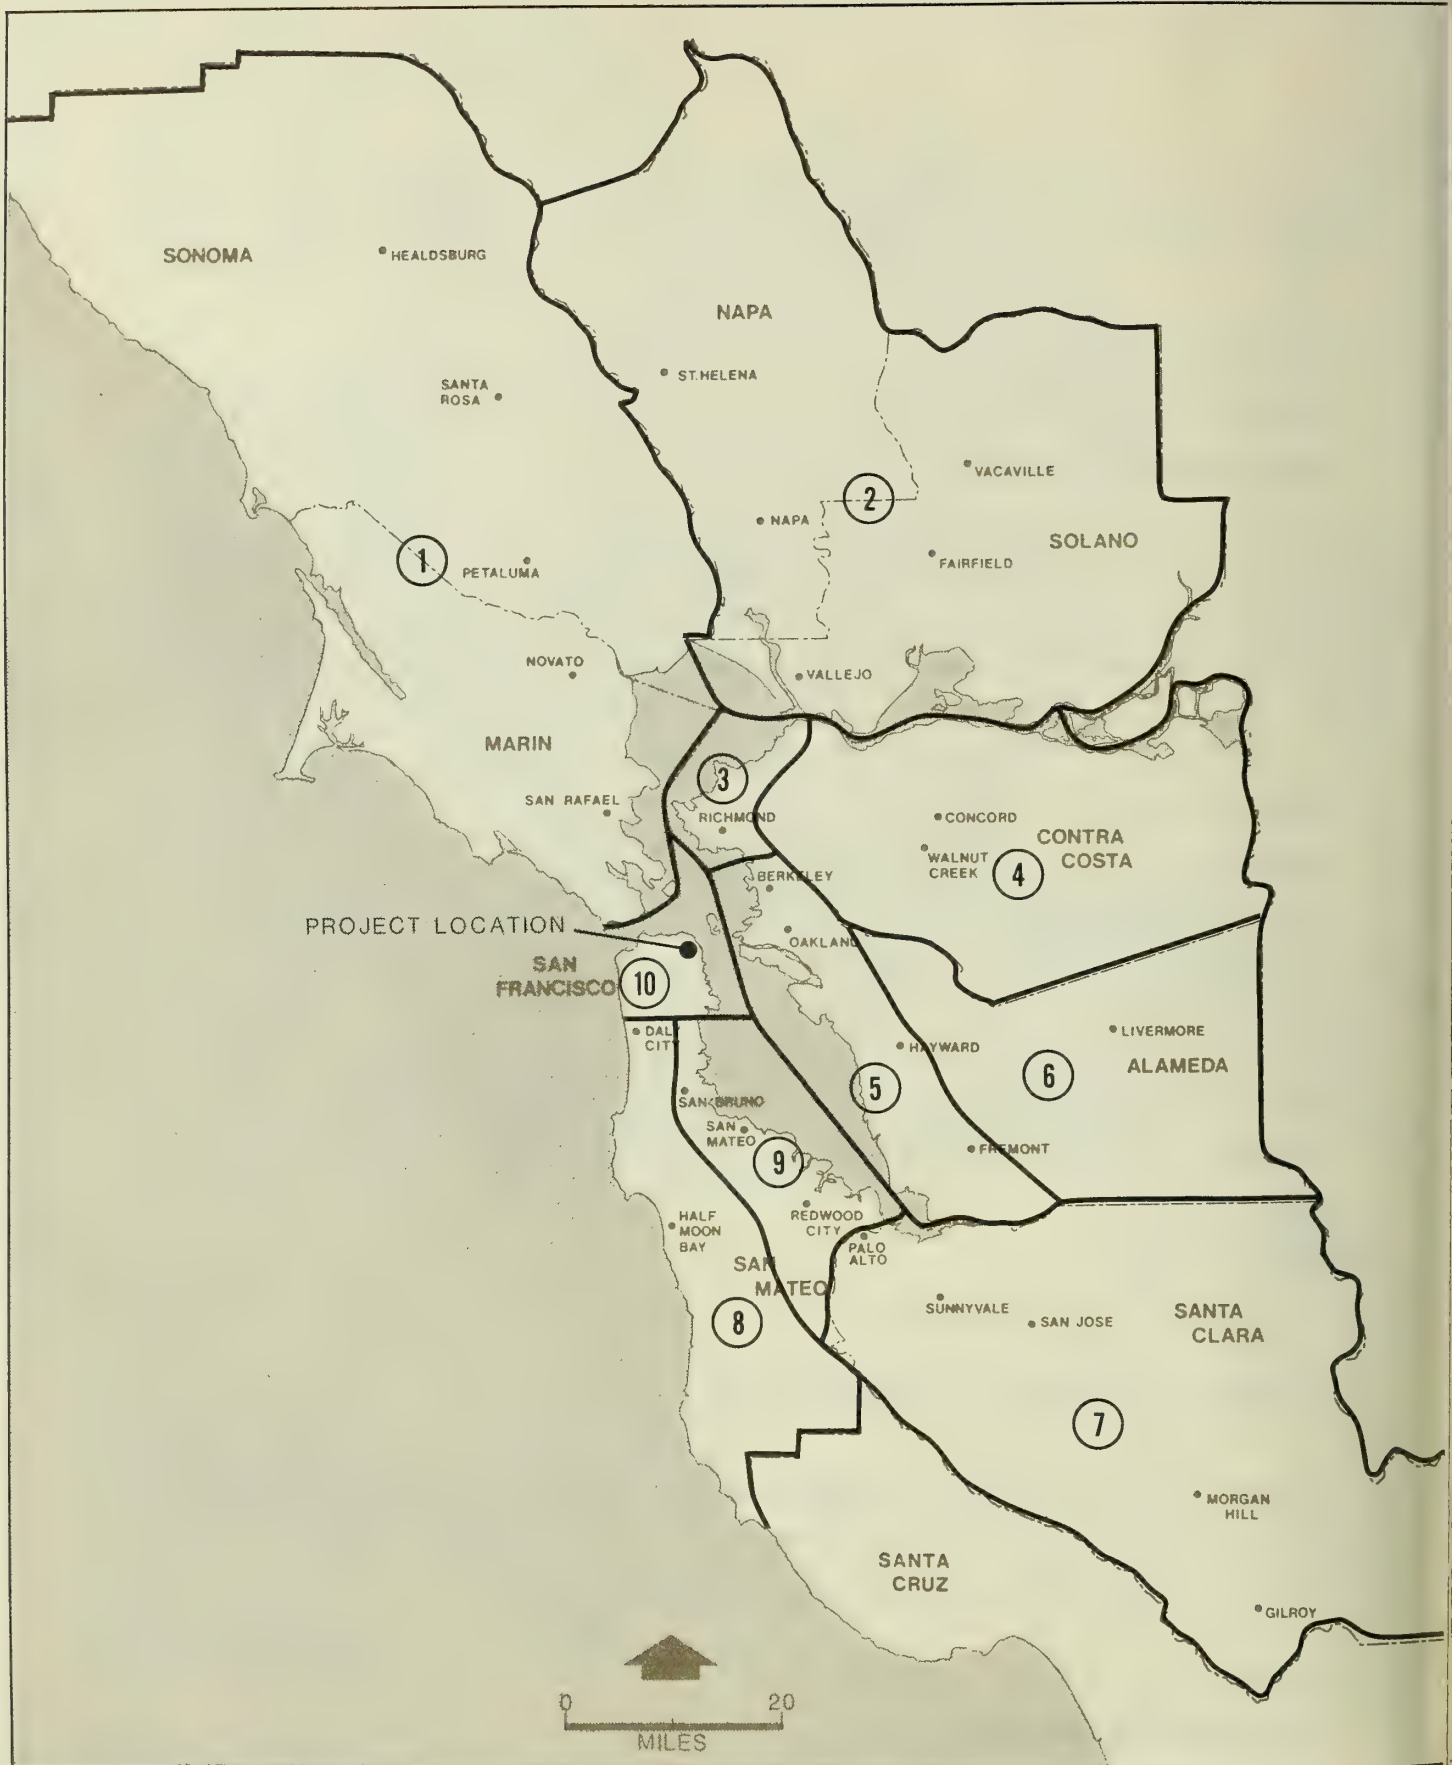 SONOMA
HEALDSBURG
NAPA
ST.HELENA
SANTA
ROSA
VACAVILLE
2
NAPA
SOLANO
1
PETALUMA
FAIRFIELD
NOVATO
VALLEJO
MARIN
3
SAN RAFAEL
RICHMOND
CONCORD
CONTRA
COSTA
WALNUT
CREEK
4
BERKELEY
PROJECT LOCATION
OAKLAND
SAN
FRANCISCO
10
DAL
CITY
LIVERMORE
HAYWARD
ALAMEDA
6
5
SAN BRUNO
SAN
MATEO
FREMONT
9
HALF
MOON
BAY
REDWOOD
CITY
PALO
ALTO
SAN
MATEO
SUNNYVALE
SAN JOSE
SANTA
CLARA
8
7
MORGAN
HILL
SANTA
CRUZ
GILROY
0 20
MILES